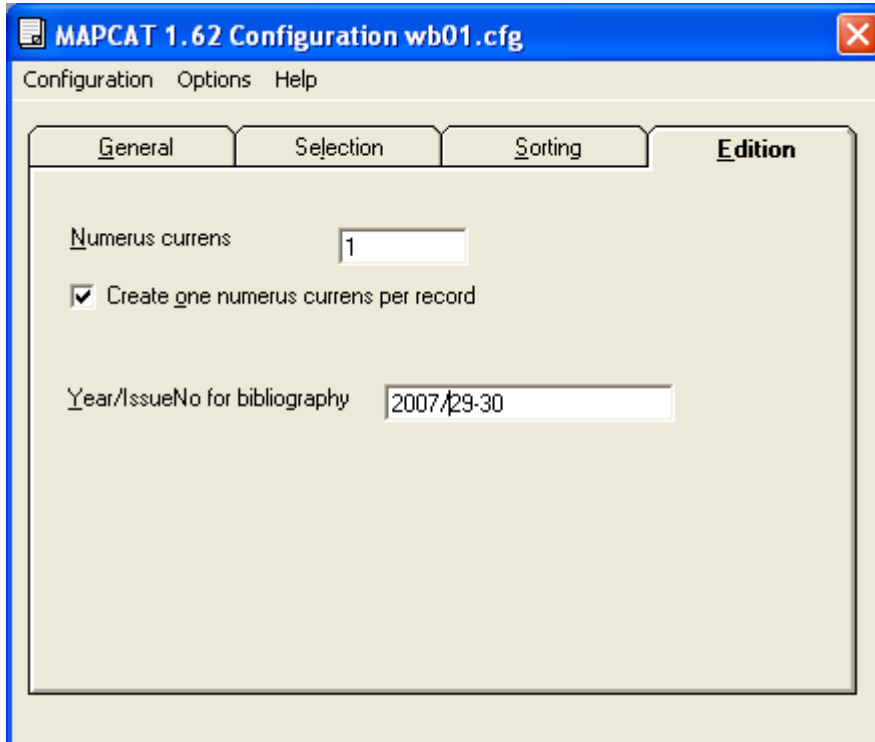 MAPCAT 1.62 Configuration wb01.cfg
Configuration Options Help
General Selection Sorting Edition
Numerus currens 1
Create one numerus currens per record
Year/IssueNo for bibliography 2007/29-30